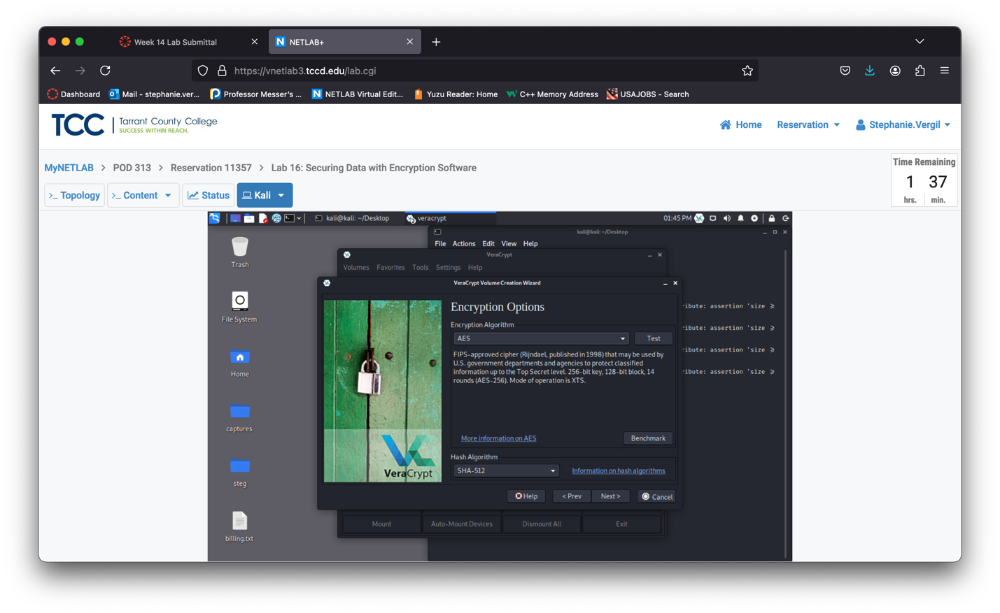 Week 14 Lab Submittal
NETLAB+
https://vnetlab3.tccd.edu/lab.cgi
Dashboard
Mail - stephanie.ver...
Professor Messer's ...
NETLAB Virtual Edit...
Yuzu Reader: Home
C++ Memory Address
USAJOBS - Search
TCC
Tarrant County College
SUCCESS WITHIN REACH.
Home
Reservation
Stephanie.Vergil
MyNETLAB > POD 313 > Reservation 11357 > Lab 16: Securing Data with Encryption Software
Time Remaining
1 37
hrs. min.
>_ Topology
>_ Content
Status
Kali
kali@kali: ~/Desktop
veracrypt
01:45 PM
Trash
File System
Home
captures
steg
billing.txt
kali@kali: ~/Desktop
File Actions Edit View Help
ribute: assertion 'size >
ribute: assertion 'size >
ribute: assertion 'size >
ribute: assertion 'size >
VeraCrypt
Volumes Favorites Tools Settings Help
VeraCrypt Volume Creation Wizard
Encryption Options
Encryption Algorithm
AES
Test
FIPS-approved cipher (Rijndael, published in 1998) that may be used by
U.S. government departments and agencies to protect classified
information up to the Top Secret level. 256-bit key, 128-bit block, 14
rounds (AES-256). Mode of operation is XTS.
More information on AES
Benchmark
Hash Algorithm
SHA-512
Information on hash algorithms
VeraCrypt
Help
< Prev
Next >
Cancel
Mount
Auto-Mount Devices
Dismount All
Exit